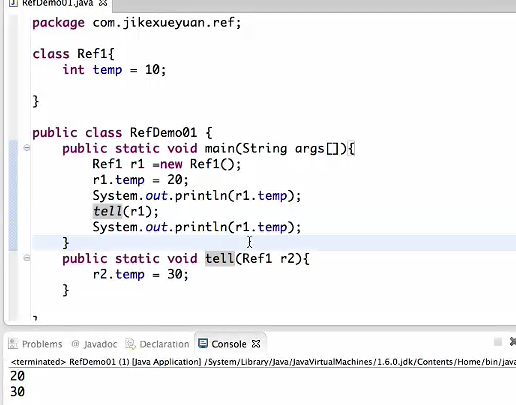 RefDemo01.java
package com.jikexueyuan.ref;
class Ref1{
int temp = 10;
}
public class RefDemo01 {
public static void main(String args[]){
Ref1 r1 =new Ref1();
r1.temp = 20;
System.out.println(r1.temp);
tell(r1);
System.out.println(r1.temp);
}
public static void tell(Ref1 r2){
r2.temp = 30;
}
Problems @ Javadoc Declaration Console
<terminated> RefDemo01 (1) [Java Application] /System/Library/Java/JavaVirtualMachines/1.6.0.jdk/Contents/Home/bin/java
20
30